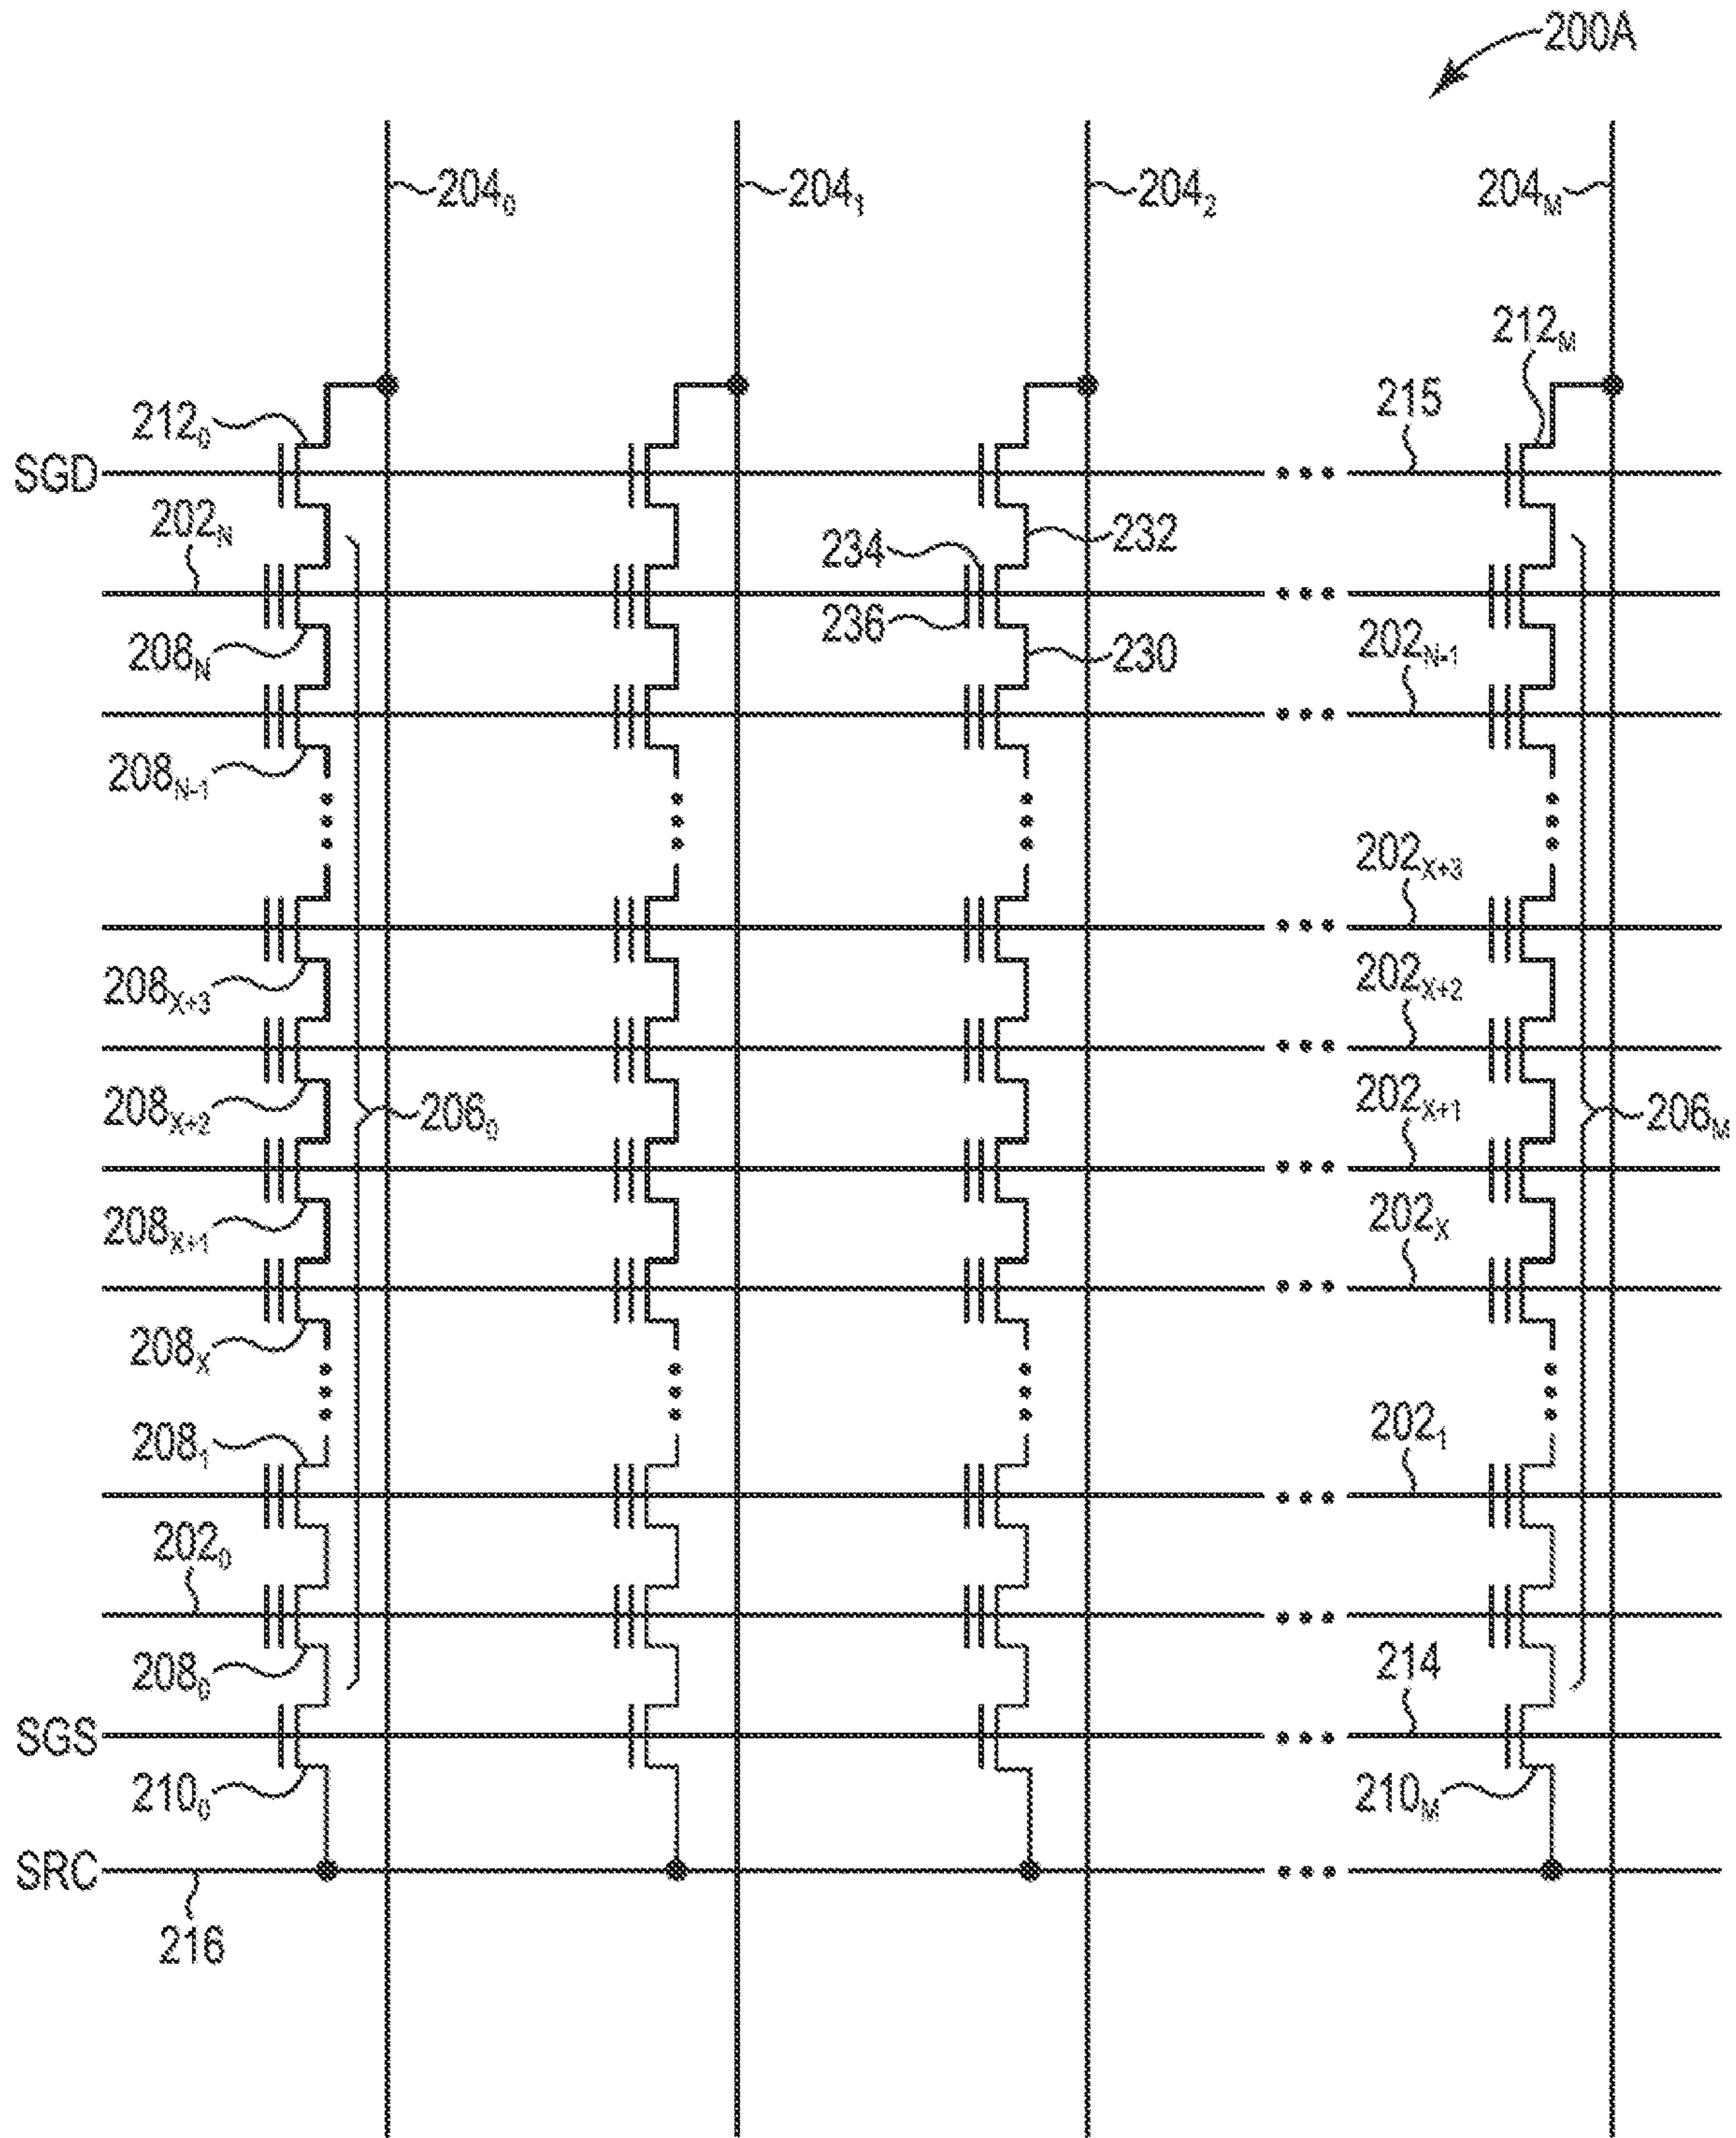 200A
204₀ 204₁ 204₂ 204M
212M
212₀ 215
SGD
202N 234 232
236
208N 230 202N-1
208N-1
202X+3
208X+3 202X+2
208X+2 206₀ 202X+1 206M
208X+1 202X
208X
208₁ 202₁
202₀
208₀ 214
SGS
210₀ 210M
SRC
216